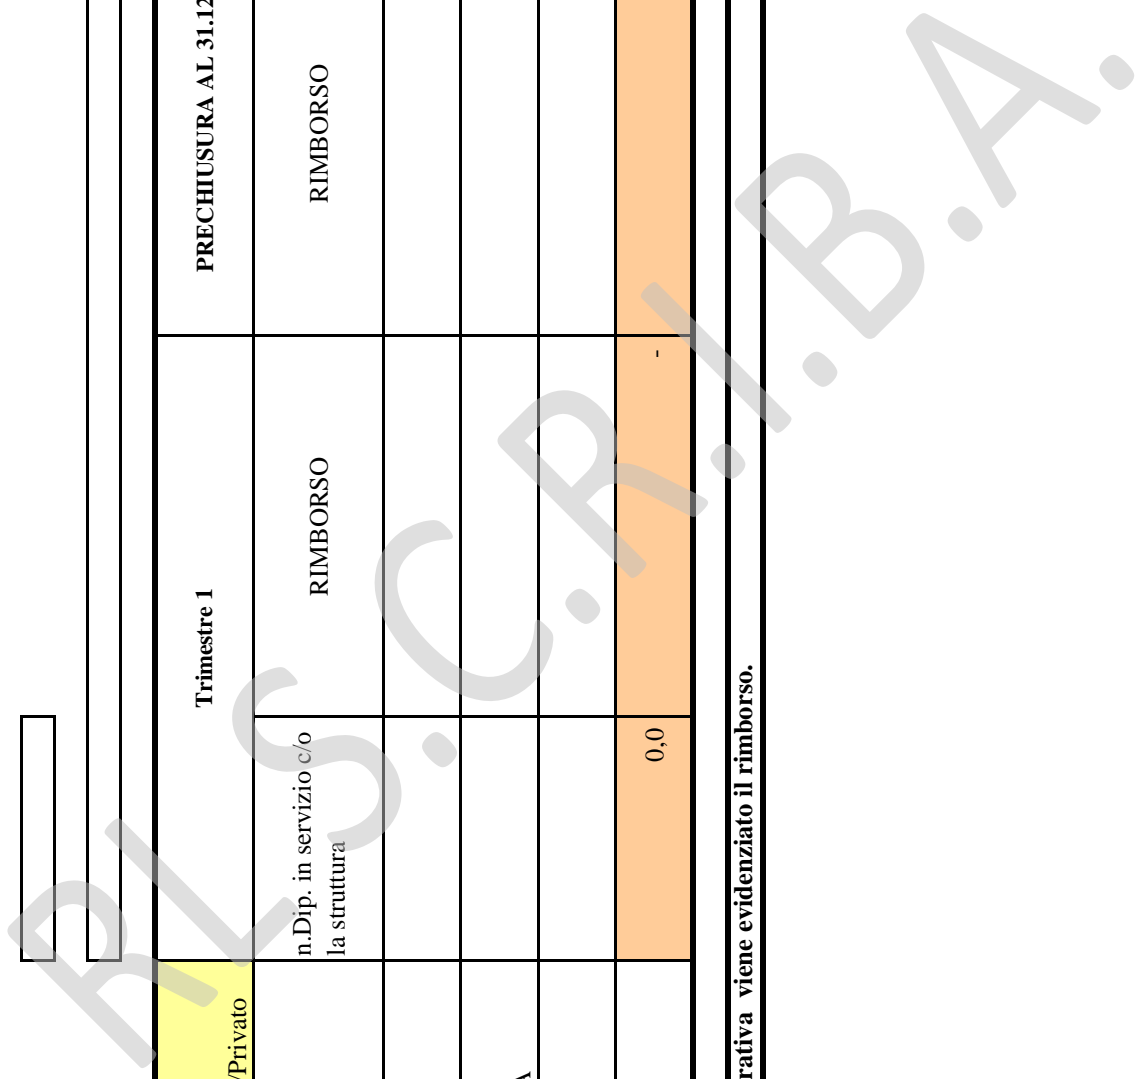 /Privato
Trimestre 1
PRECHIUSURA AL 31.12
n.Dip. in servizio c/o
la struttura
RIMBORSO
RIMBORSO
A
0,0
-
rativa viene evidenziato il rimborso.
RL S.C.R.I.B.A.